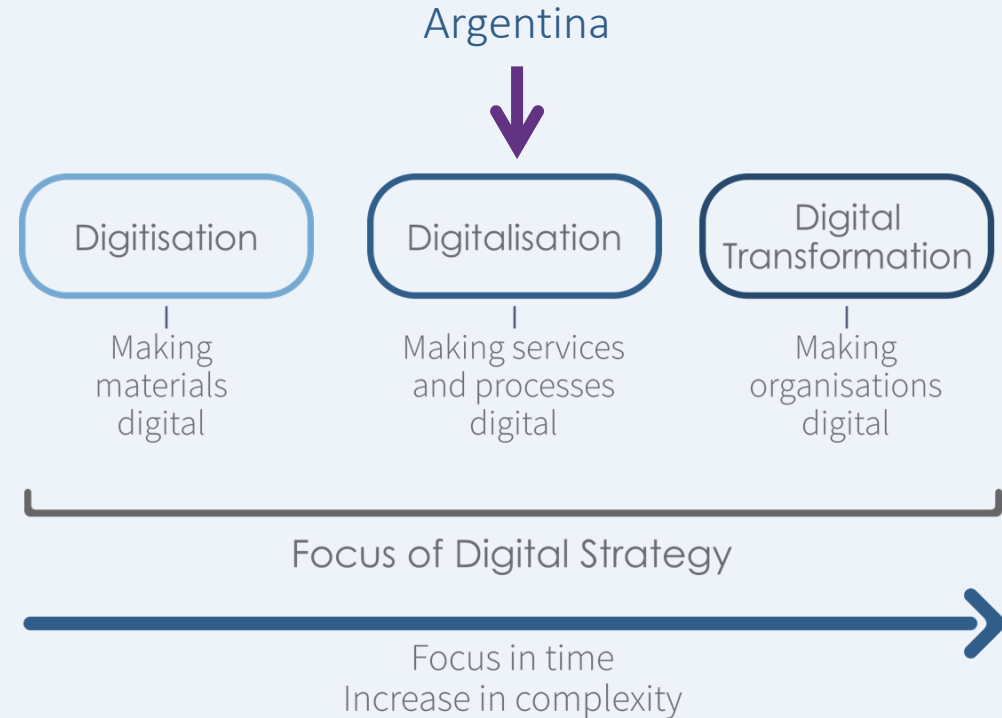 Argentina
Digitisation
Digitalisation
Digital
Transformation
Making
materials
digital
Making services
and processes
digital
Making
organisations
digital
Focus of Digital Strategy
Focus in time
Increase in complexity